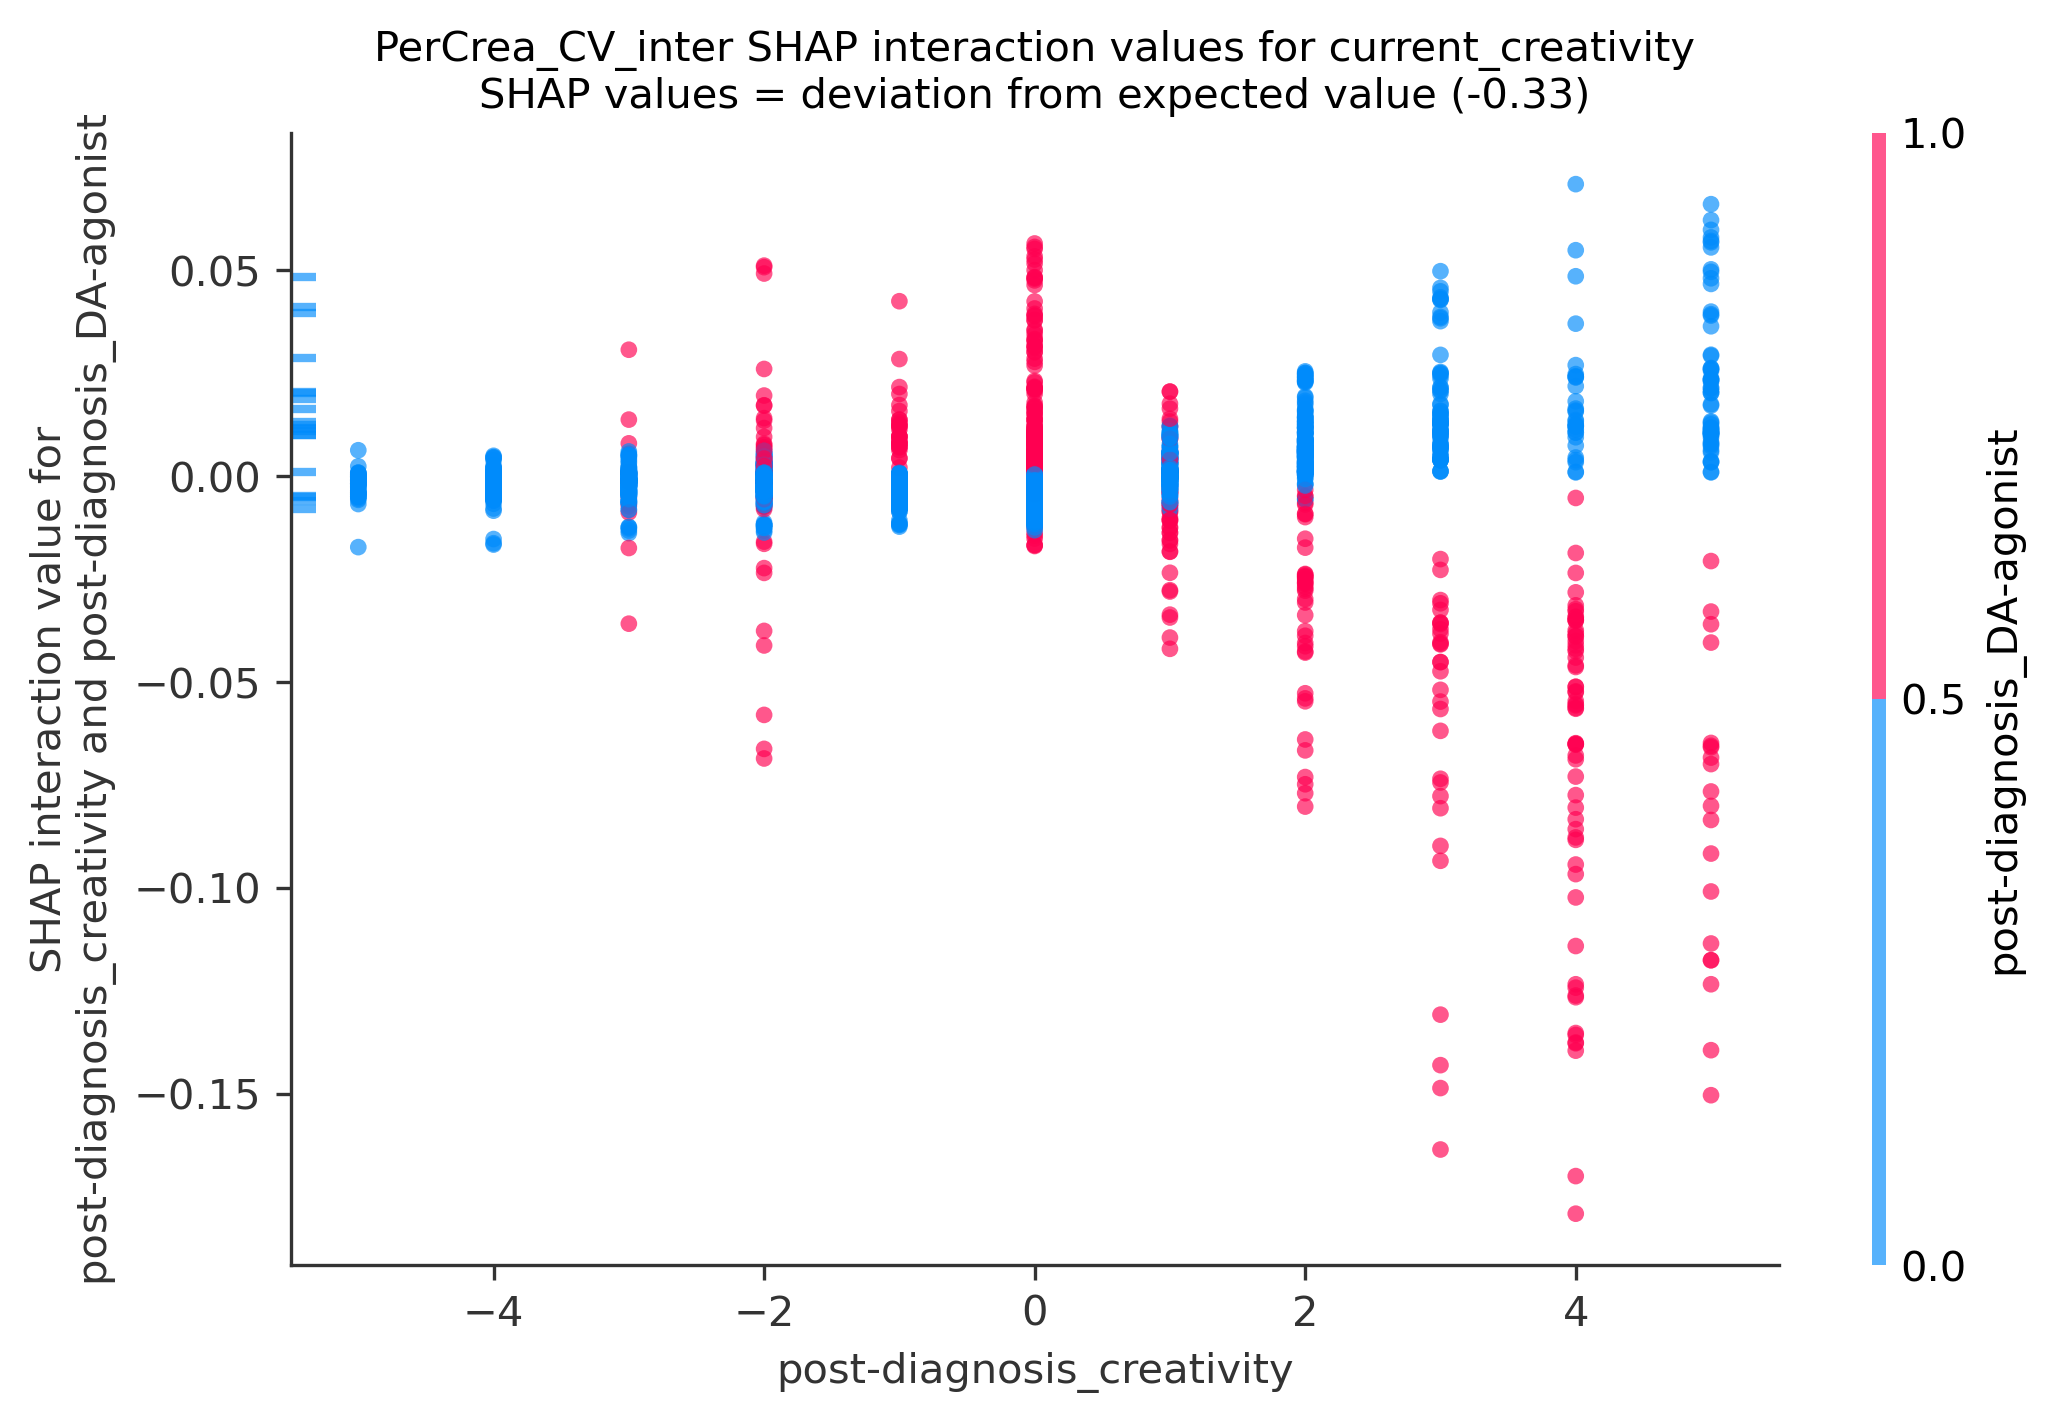 PerCrea_CV_inter SHAP interaction values for current_creativity
SHAP values = deviation from expected value (-0.33)
SHAP interaction value for
post-diagnosis_creativity and post-diagnosis_DA-agonist
0.05
0.00
−0.05
−0.10
−0.15
−4
−2
0
2
4
post-diagnosis_creativity
1.0
0.5
0.0
post-diagnosis_DA-agonist